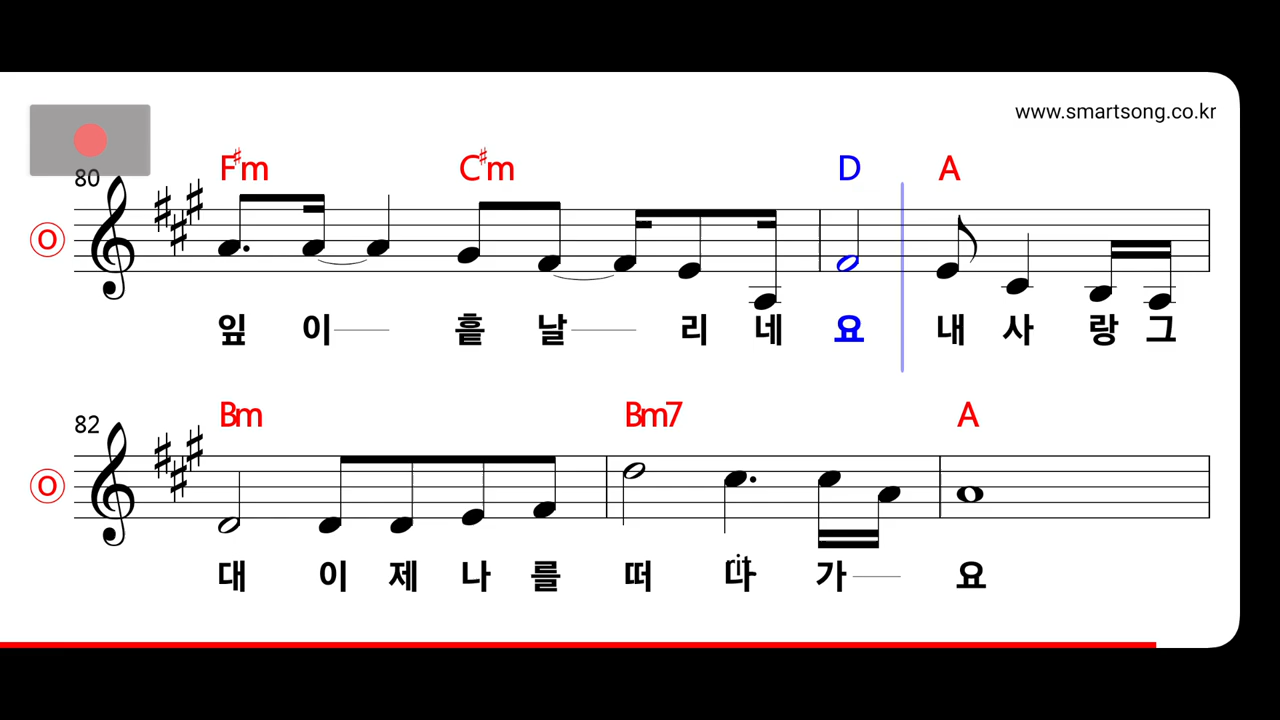 www.smartsong.co.kr
80
F♯m C♯m D A
O
잎 이 흩 날 리 네 요 내 사 랑 그
82
Bm Bm7 A
O
대 이 제 나 를 떠 나 가 요